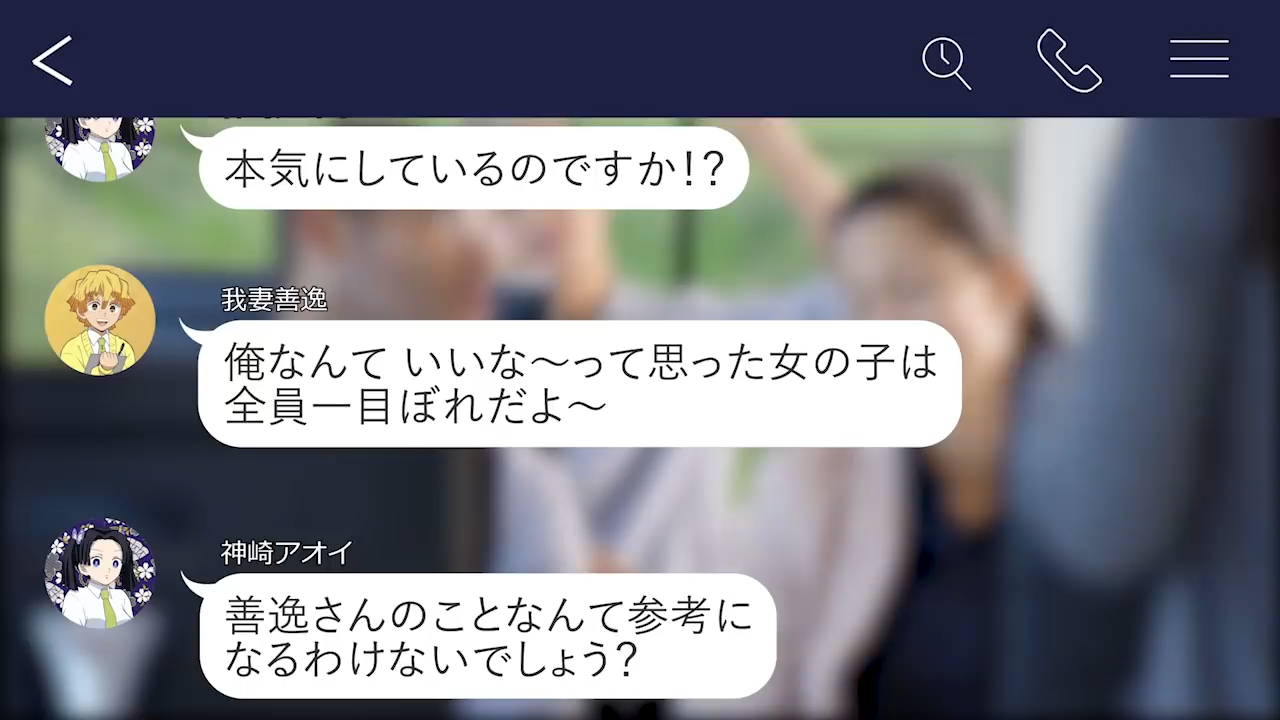 本気にしているのですか!?
我妻善逸
俺なんて いいな〜って思った女の子は
全員一目ぼれだよ〜
神崎アオイ
善逸さんのことなんて参考に
なるわけないでしょう?